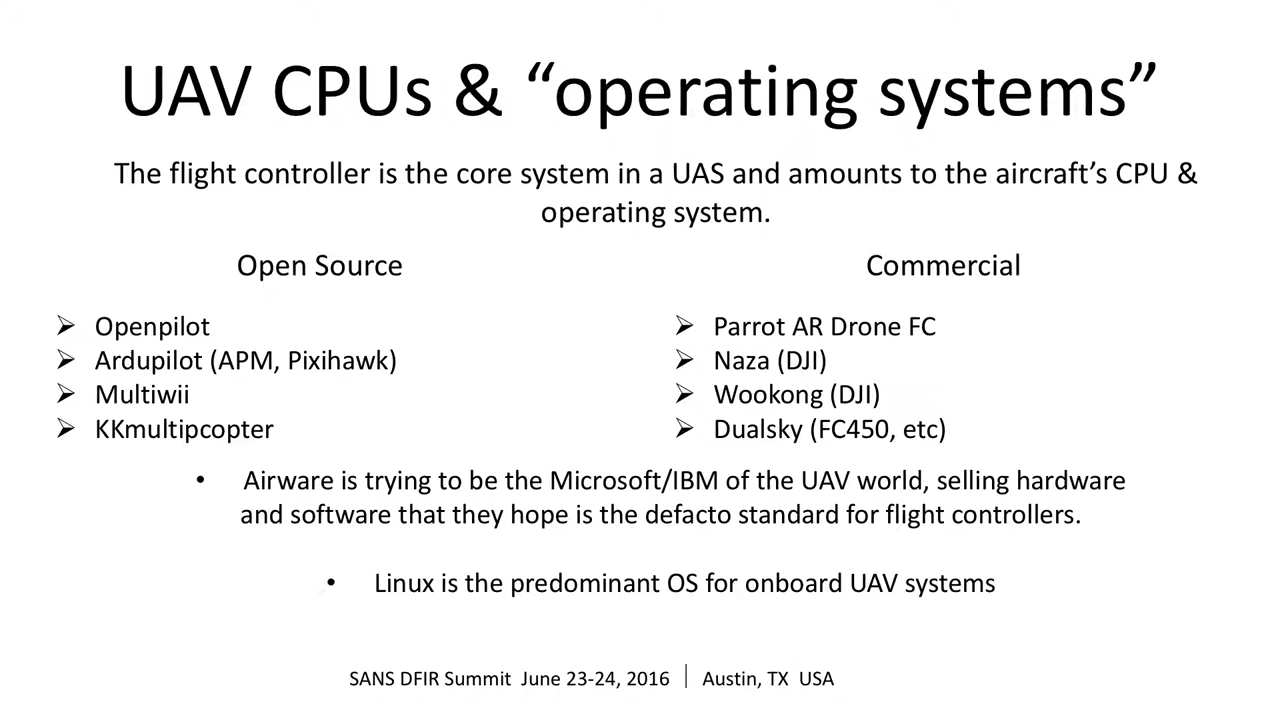 UAV CPUs & “operating systems”
The flight controller is the core system in a UAS and amounts to the aircraft’s CPU &
operating system.
Open Source
➢ Openpilot
➢ Ardupilot (APM, Pixihawk)
➢ Multiwii
➢ KKmultipcopter
Commercial
➢ Parrot AR Drone FC
➢ Naza (DJI)
➢ Wookong (DJI)
➢ Dualsky (FC450, etc)
• Airware is trying to be the Microsoft/IBM of the UAV world, selling hardware
and software that they hope is the defacto standard for flight controllers.
• Linux is the predominant OS for onboard UAV systems
SANS DFIR Summit June 23-24, 2016 | Austin, TX USA